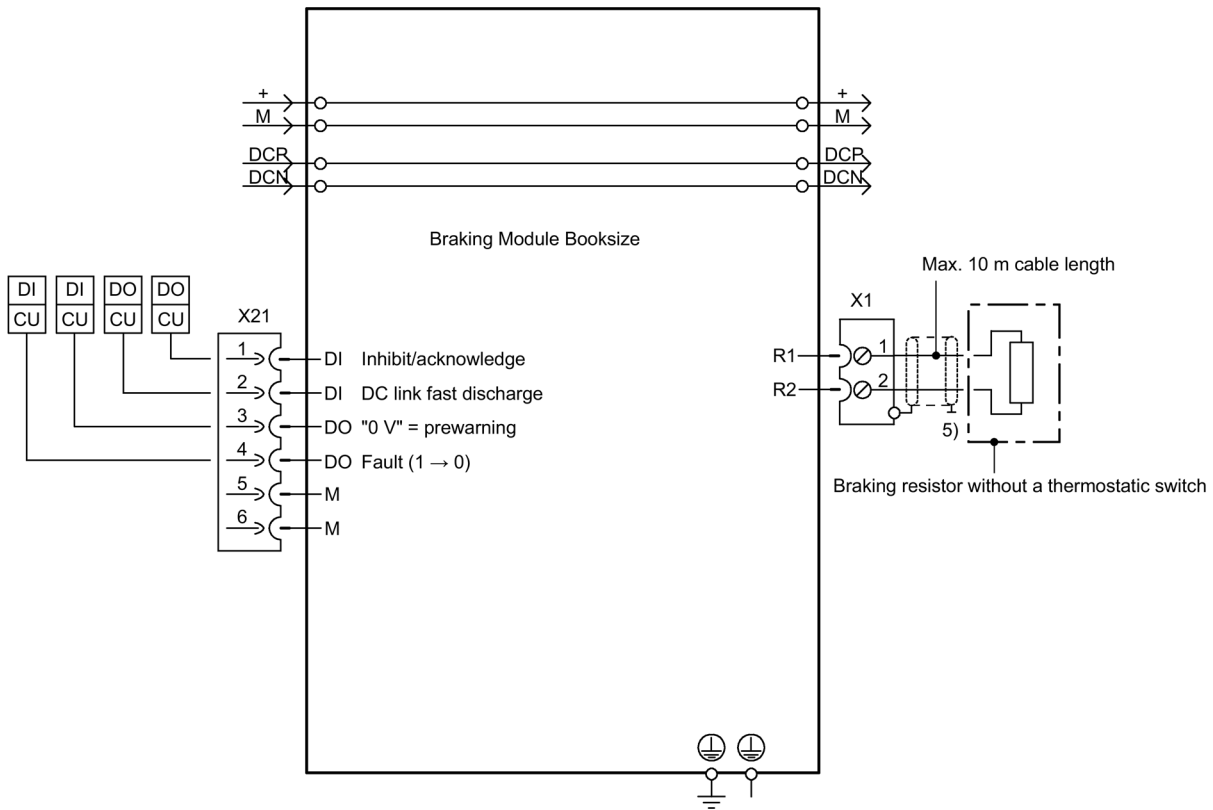 + +
M M
DCP DCP
DCN DCN
Braking Module Booksize
Max. 10 m cable length
DI DI DO DO
CU CU CU CU
X21
X1
1 DI Inhibit/acknowledge
2 DI DC link fast discharge
3 DO "0 V" = prewarning
4 DO Fault (1 → 0)
5 M
6 M
R1 1
R2 2
5)
Braking resistor without a thermostatic switch